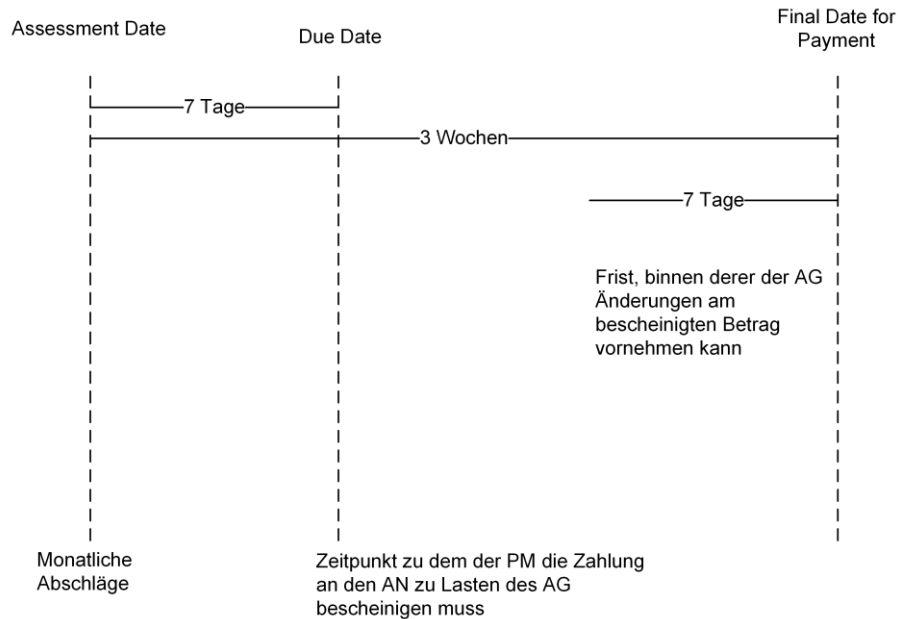 Assessment Date
Due Date
Final Date for
Payment
7 Tage
3 Wochen
7 Tage
Frist, binnen derer der AG
Änderungen am
bescheinigten Betrag
vornehmen kann
Monatliche
Abschläge
Zeitpunkt zu dem der PM die Zahlung
an den AN zu Lasten des AG
bescheinigen muss